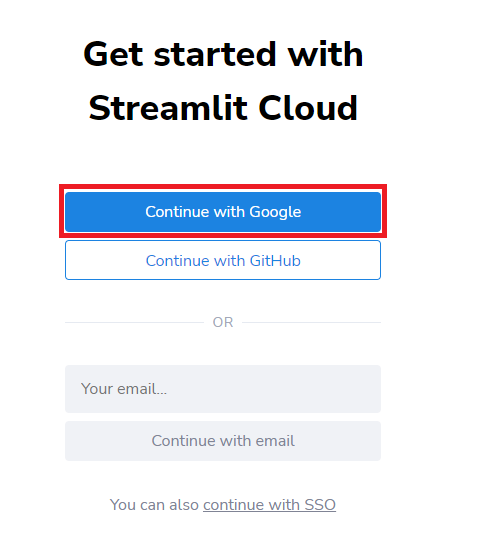 Get started with
Streamlit Cloud
Continue with Google
Continue with GitHub
OR
Your email...
Continue with email
You can also continue with SSO